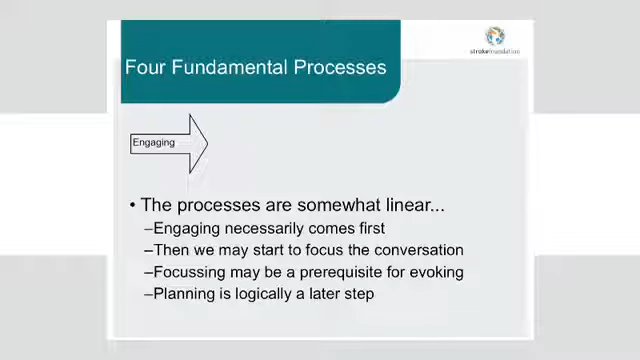 strokefoundation
Four Fundamental Processes
Engaging
• The processes are somewhat linear...
–Engaging necessarily comes first
–Then we may start to focus the conversation
–Focussing may be a prerequisite for evoking
–Planning is logically a later step